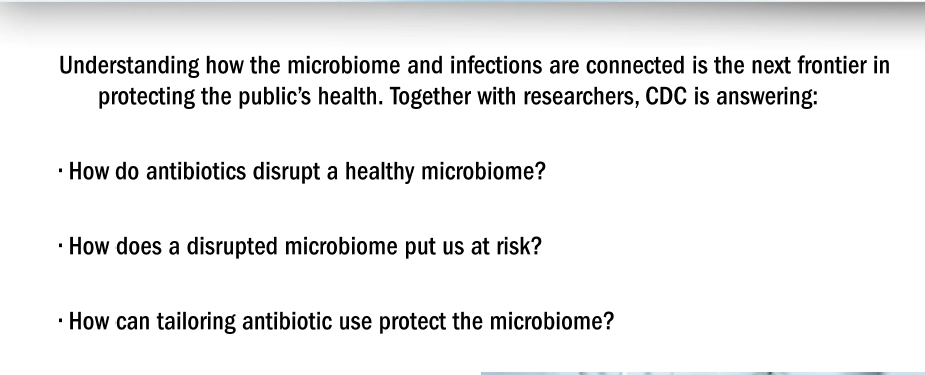 Understanding how the microbiome and infections are connected is the next frontier in
protecting the public’s health. Together with researchers, CDC is answering:
· How do antibiotics disrupt a healthy microbiome?
· How does a disrupted microbiome put us at risk?
· How can tailoring antibiotic use protect the microbiome?